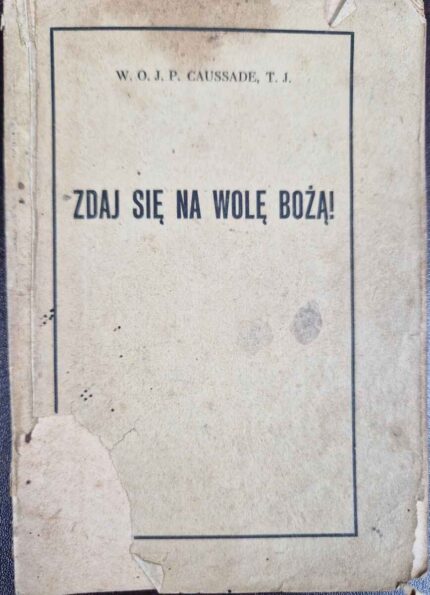 W. O. J. P. CAUSSADE, T. J.
ZDAJ SIĘ NA WOLĘ BOŻĄ!